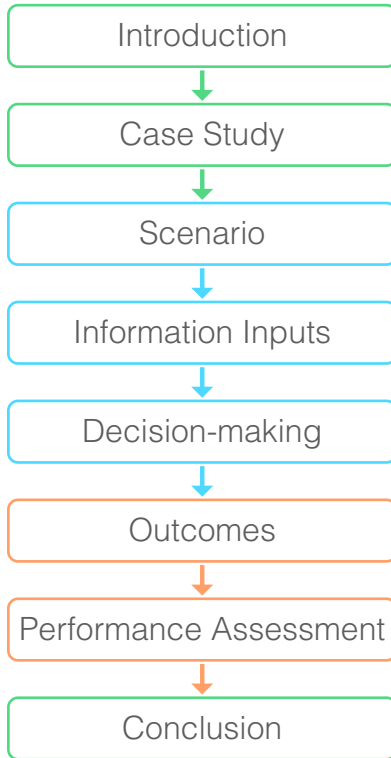 Introduction
Case Study
Scenario
Information Inputs
Decision-making
Outcomes
Performance Assessment
Conclusion